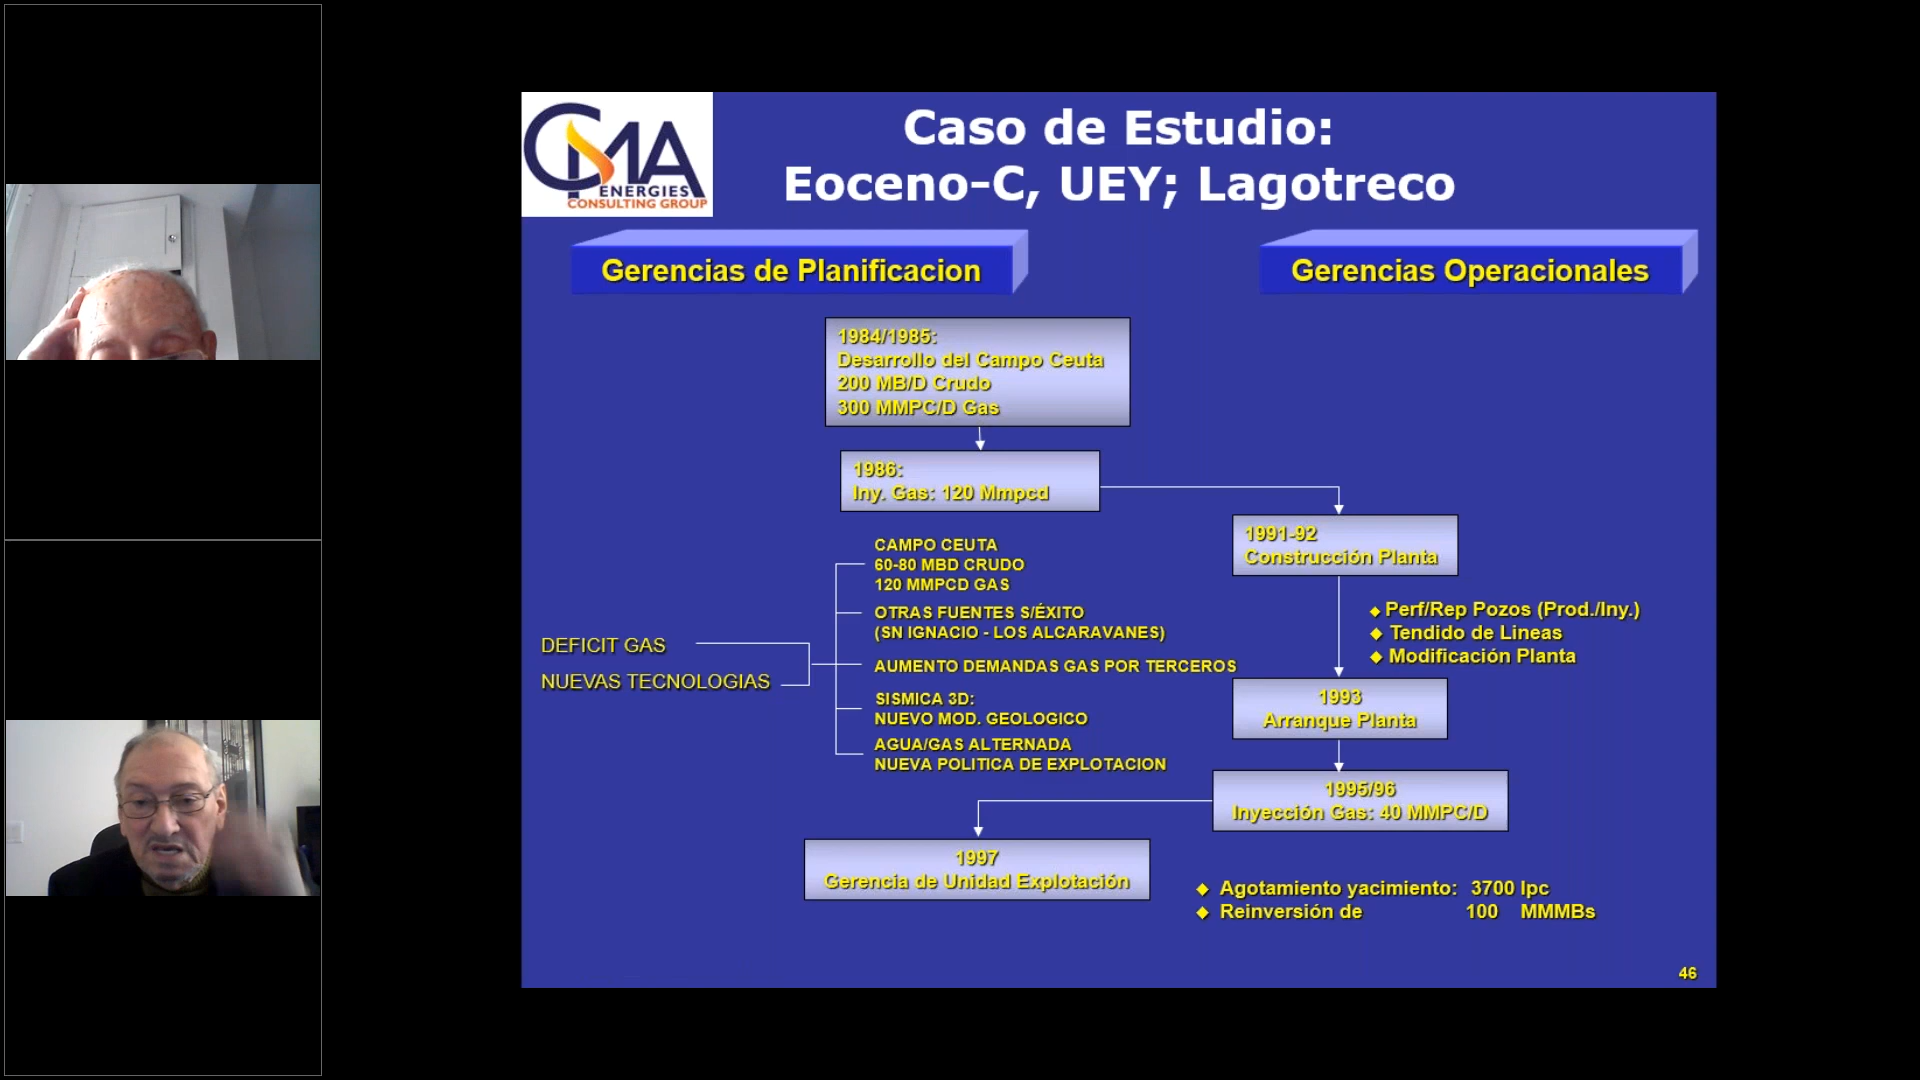 CMA
ENERGIES
CONSULTING GROUP
Caso de Estudio:
Eoceno-C, UEY; Lagotreco
Gerencias de Planificacion
Gerencias Operacionales
1984/1985:
Desarrollo del Campo Ceuta
200 MB/D Crudo
300 MMPC/D Gas
1986:
Iny. Gas: 120 Mmpcd
1991-92
Construcción Planta
CAMPO CEUTA
60-80 MBD CRUDO
120 MMPCD GAS
OTRAS FUENTES S/ÉXITO
(SN IGNACIO - LOS ALCARAVANES)
DEFICIT GAS
NUEVAS TECNOLOGIAS
AUMENTO DEMANDAS GAS POR TERCEROS
SISMICA 3D:
NUEVO MOD. GEOLOGICO
AGUA/GAS ALTERNADA
NUEVA POLITICA DE EXPLOTACION
◆ Perf/Rep Pozos (Prod./Iny.)
◆ Tendido de Lineas
◆ Modificación Planta
1993
Arranque Planta
1995/96
Inyección Gas: 40 MMPC/D
1997
Gerencia de Unidad Explotación
◆ Agotamiento yacimiento: 3700 lpc
◆ Reinversión de 100 MMMBs
46